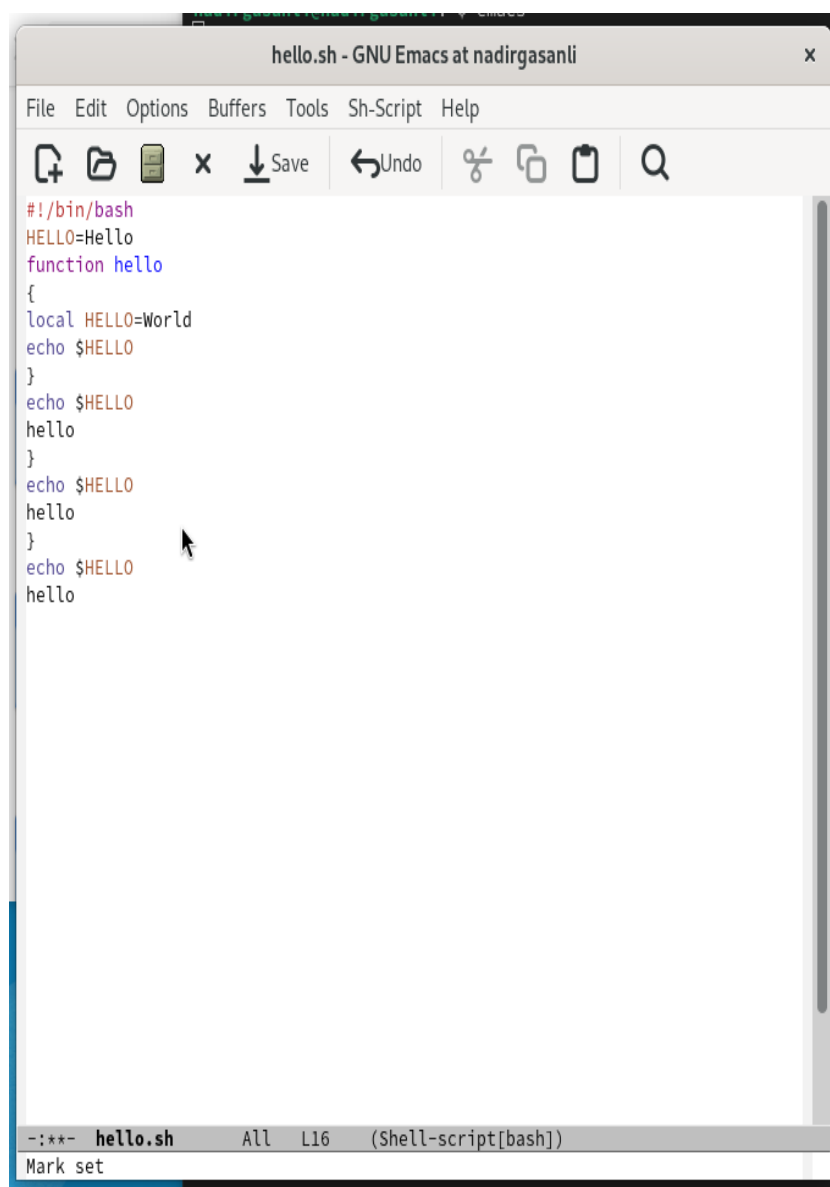 hello.sh - GNU Emacs at nadirgasanli x
File Edit Options Buffers Tools Sh-Script Help
Save Undo
#!/bin/bash
HELLO=Hello
function hello
{
local HELLO=World
echo $HELLO
}
echo $HELLO
hello
}
echo $HELLO
hello
}
echo $HELLO
hello
-:**- hello.sh All L16 (Shell-script[bash])
Mark set